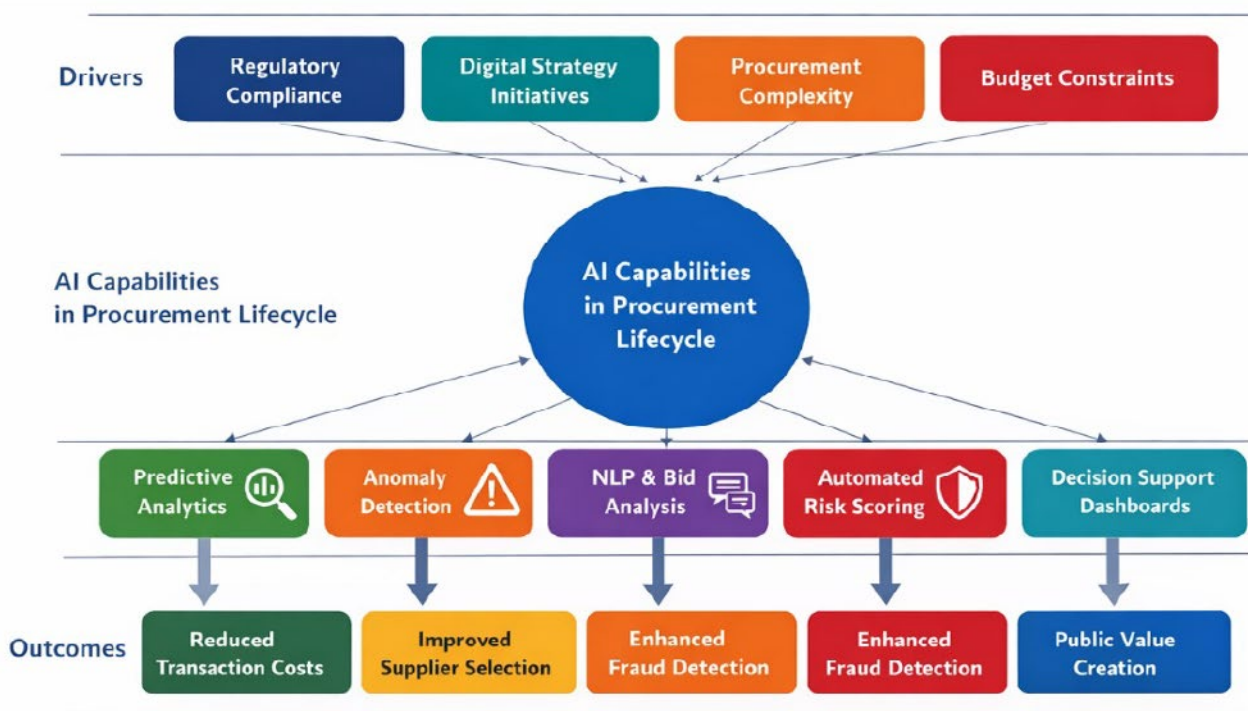 Drivers
Regulatory
Compliance
Digital Strategy
Initiatives
Procurement
Complexity
Budget Constraints
AI Capabilities
in Procurement Lifecycle
AI Capabilities
in Procurement
Lifecycle
Predictive
Analytics
Anomaly
Detection
NLP & Bid
Analysis
Automated
Risk Scoring
Decision Support
Dashboards
Outcomes
Reduced
Transaction Costs
Improved
Supplier Selection
Enhanced
Fraud Detection
Enhanced
Fraud Detection
Public Value
Creation